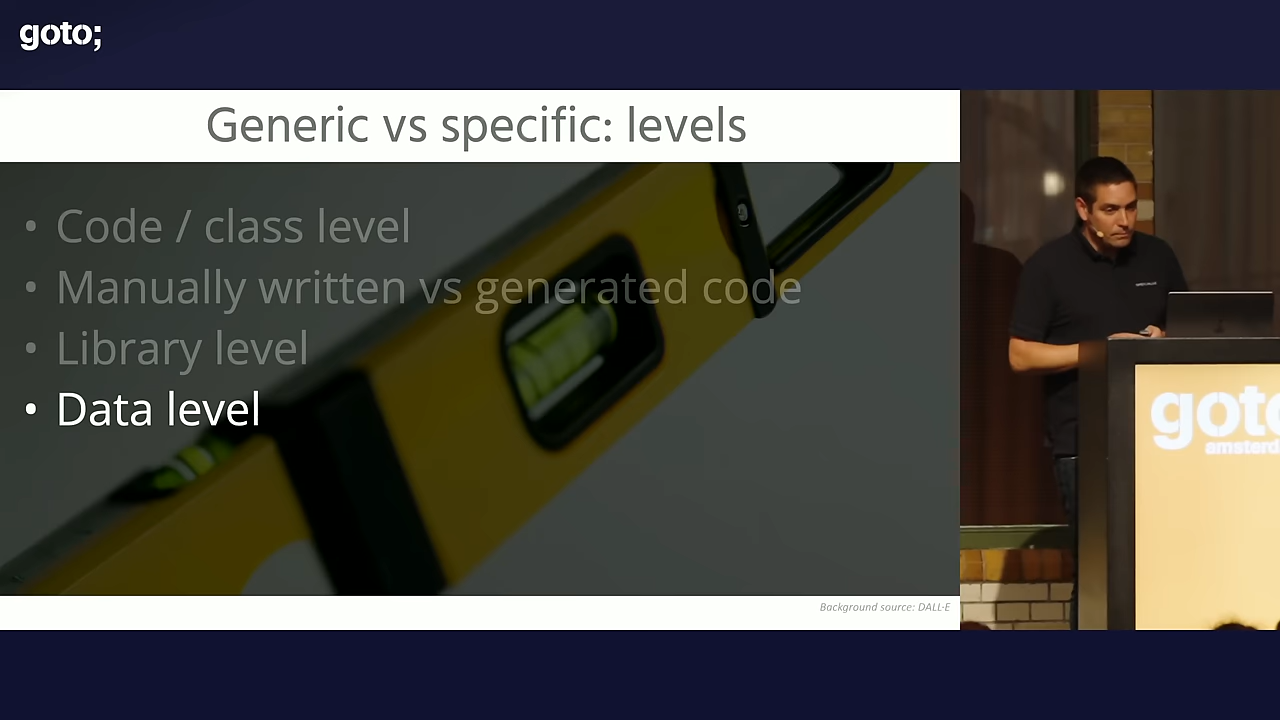 goto;
Generic vs specific: levels
• Code / class level
• Manually written vs generated code
• Library level
• Data level
Background source: DALL-E
goto
amsterd